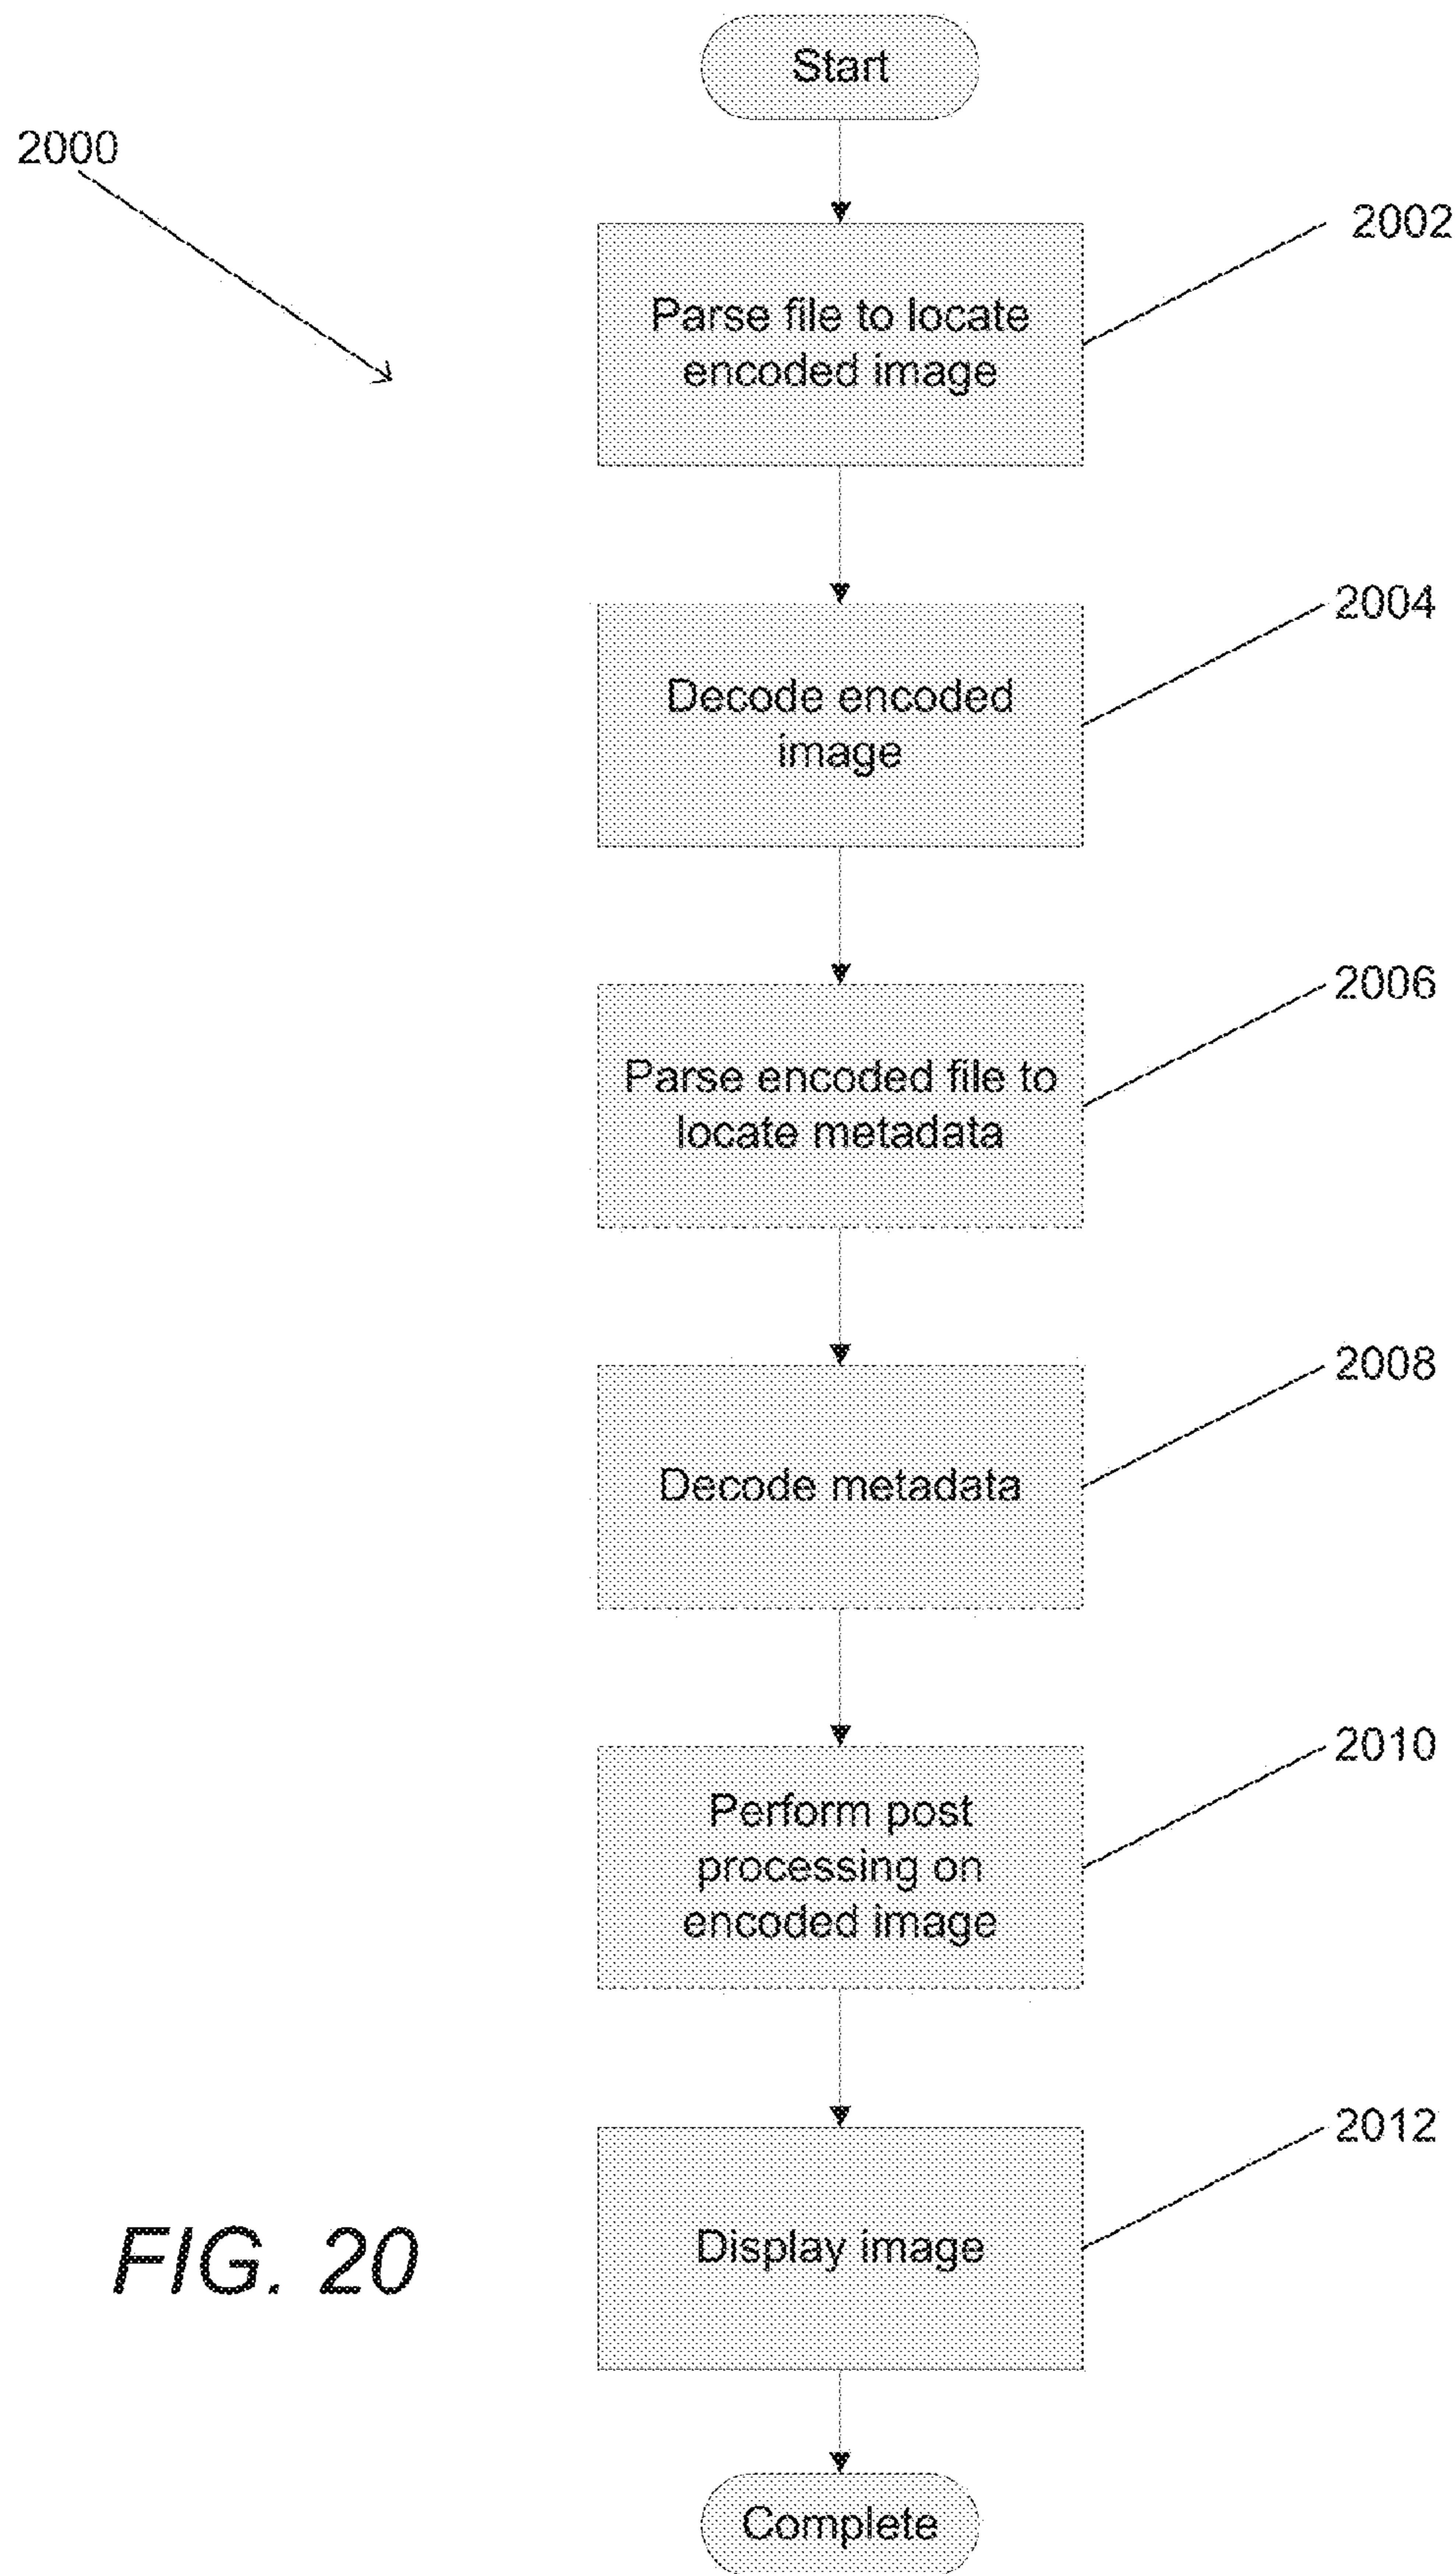 Start
2000
2002
Parse file to locate
encoded image
2004
Decode encoded
image
2006
Parse encoded file to
locate metadata
2008
Decode metadata
2010
Perform post
processing on
encoded image
2012
Display image
FIG. 20
Complete